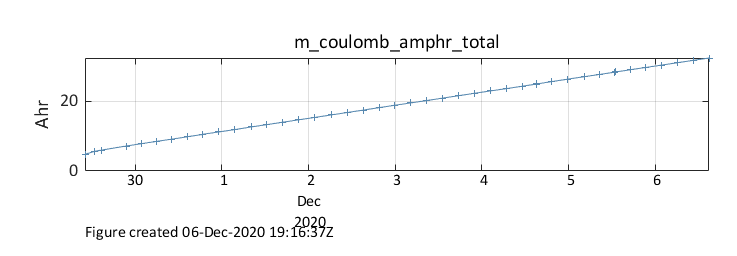 m_coulomb_amphr_total
Ahr
20
0
30 1 2 3 4 5 6
Dec
2020
Figure created 06-Dec-2020 19:16:37Z